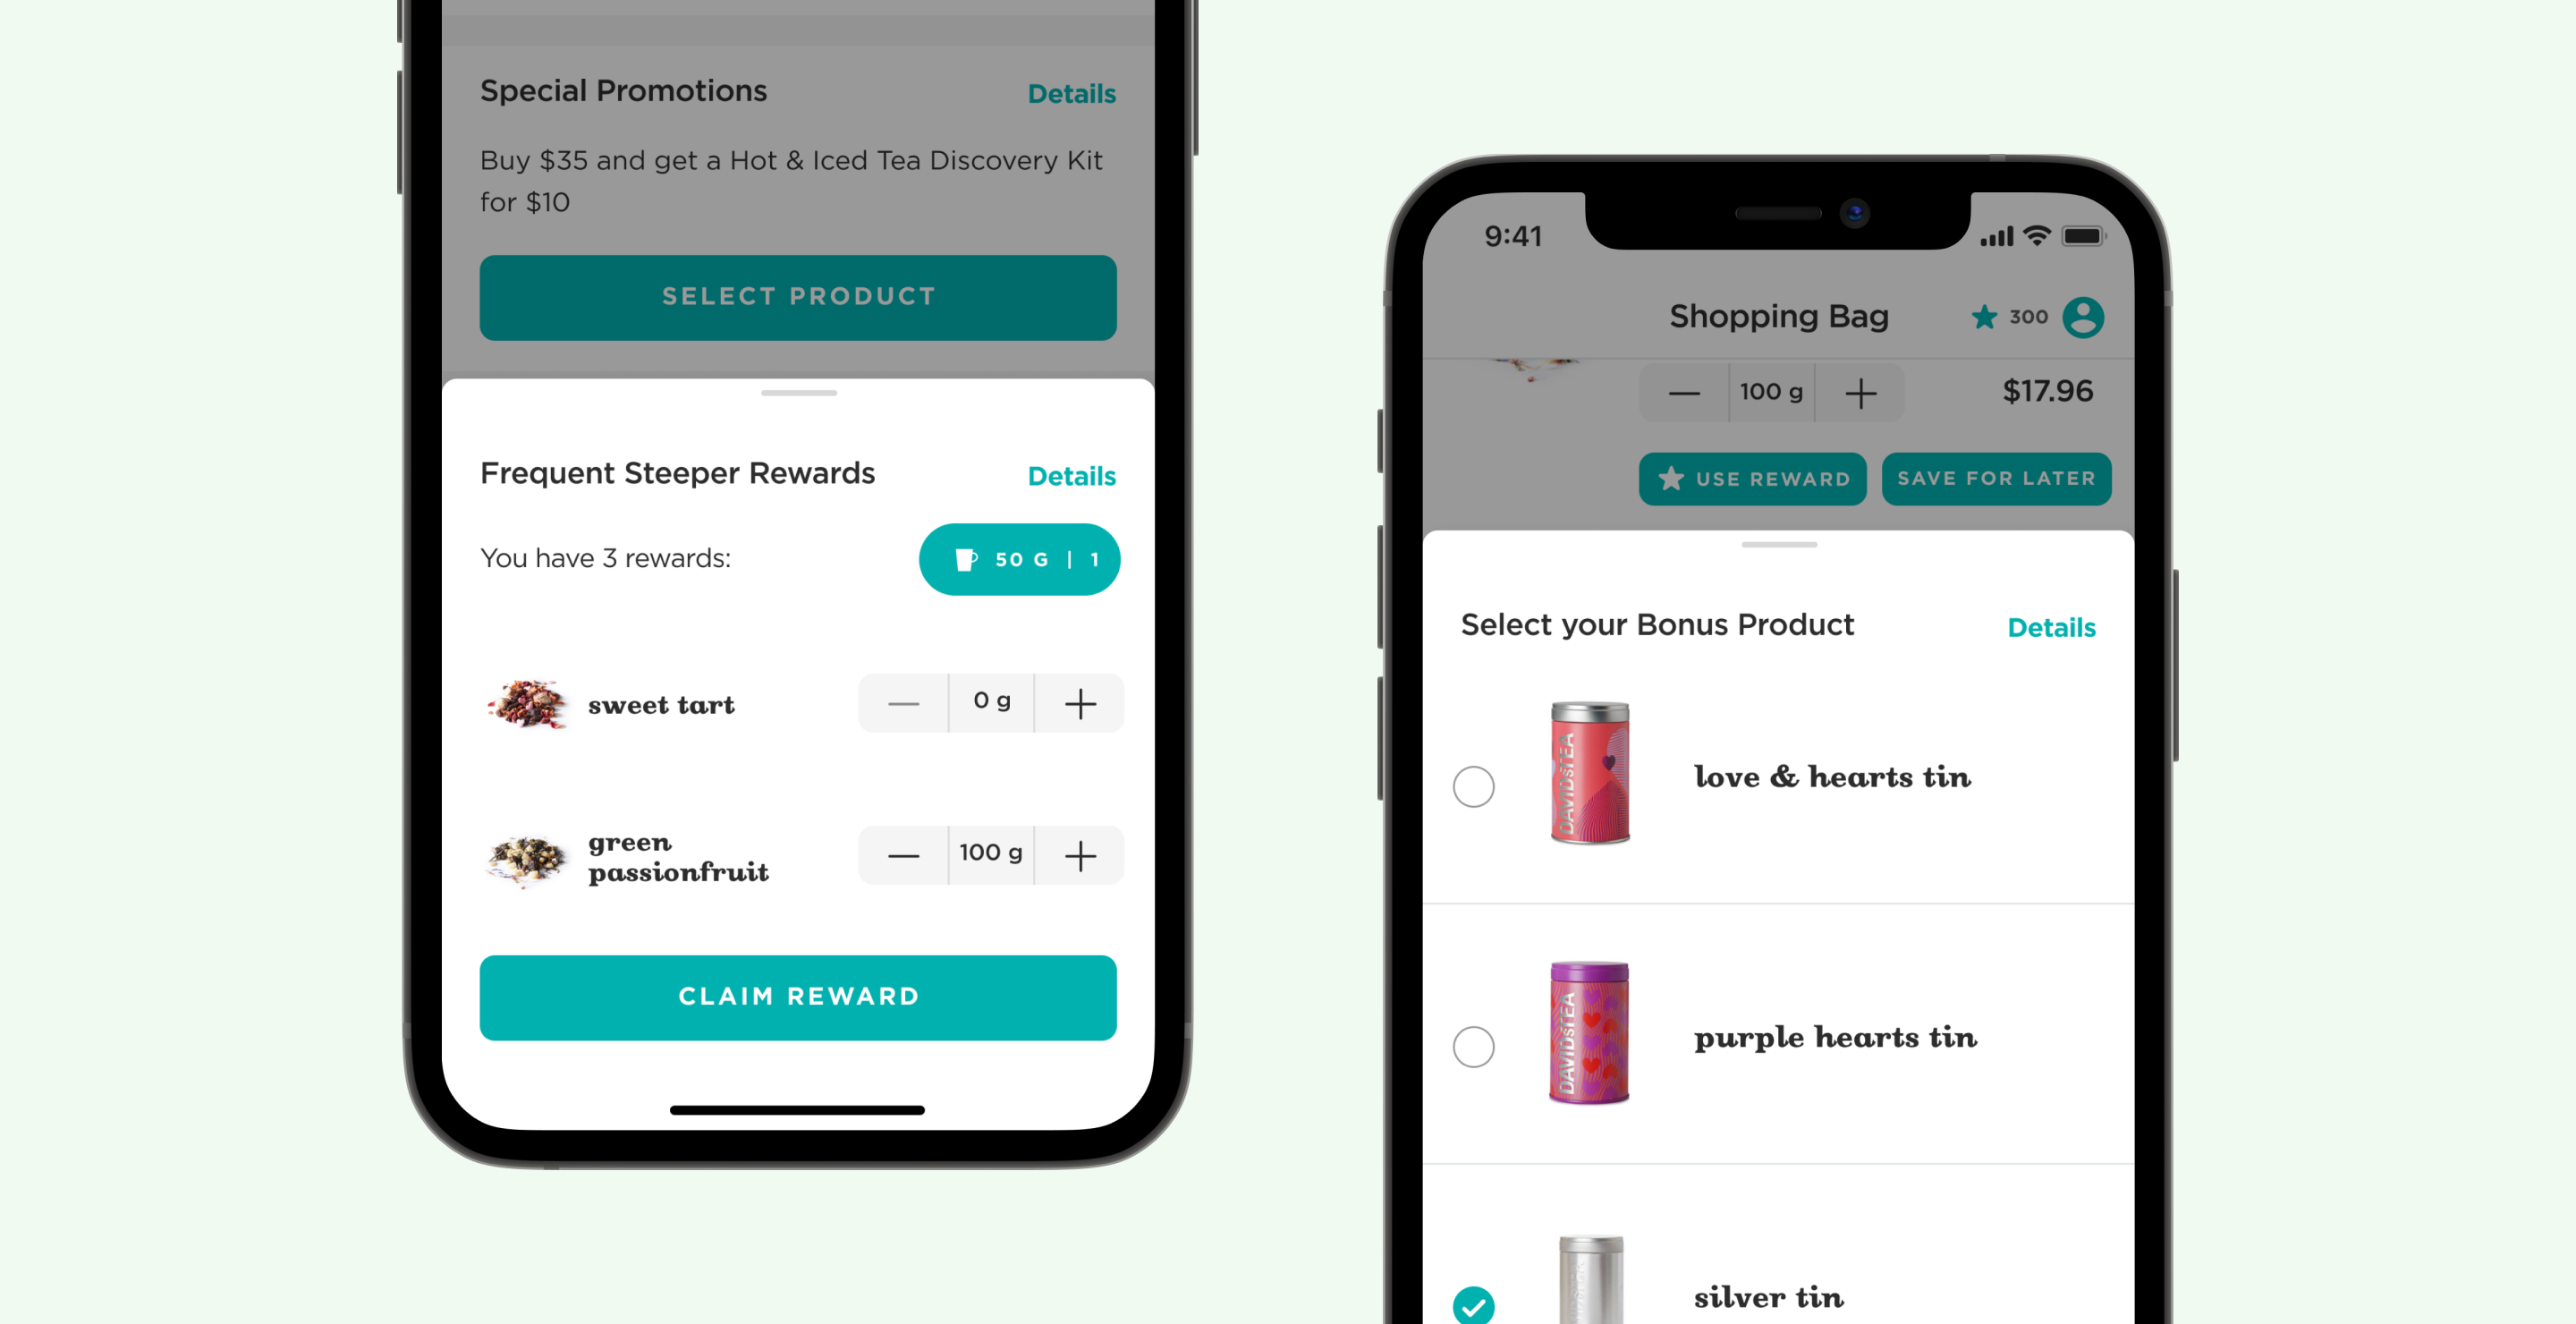 Special Promotions
Details
Buy $35 and get a Hot & Iced Tea Discovery Kit
for $10
SELECT PRODUCT
Frequent Steeper Rewards
Details
You have 3 rewards:
50 G | 1
sweet tart
0 g
green
passionfruit
100 g
CLAIM REWARD
9:41
Shopping Bag
300
100 g
$17.96
USE REWARD
SAVE FOR LATER
Select your Bonus Product
Details
DAVIDsTEA
love & hearts tin
DAVIDsTEA
purple hearts tin
silver tin